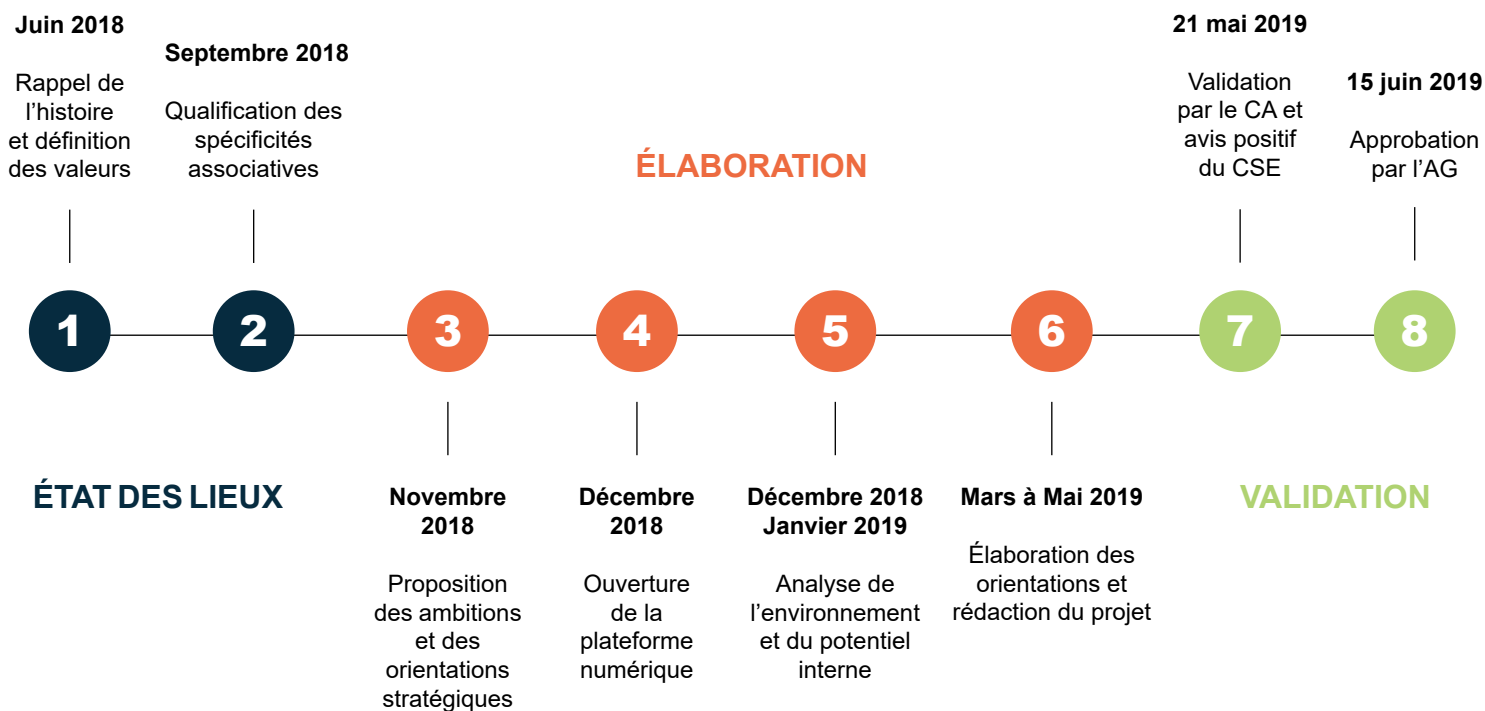 Juin 2018
Rappel de
l’histoire
et définition
des valeurs
Septembre 2018
Qualification des
spécificités
associatives
ÉLABORATION
21 mai 2019
Validation
par le CA et
avis positif
du CSE
15 juin 2019
Approbation
par l’AG
1
2
3
4
5
6
7
8
ÉTAT DES LIEUX
Novembre
2018
Proposition
des ambitions
et des
orientations
stratégiques
Décembre
2018
Ouverture
de la
plateforme
numérique
Décembre 2018
Janvier 2019
Analyse de
l’environnement
et du potentiel
interne
Mars à Mai 2019
Élaboration des
orientations et
rédaction du projet
VALIDATION